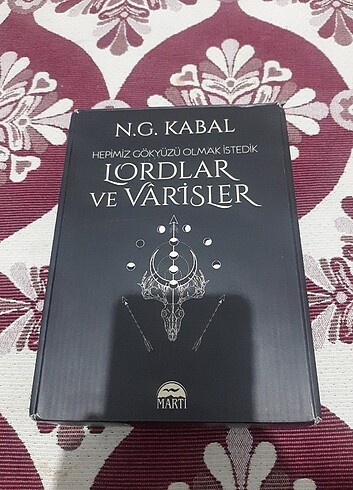 N.G. KABAL
HEPİMİZ GÖKYÜZÜ OLMAK İSTEDİK
LORDLAR
VE VÂRİSLER
MARTI